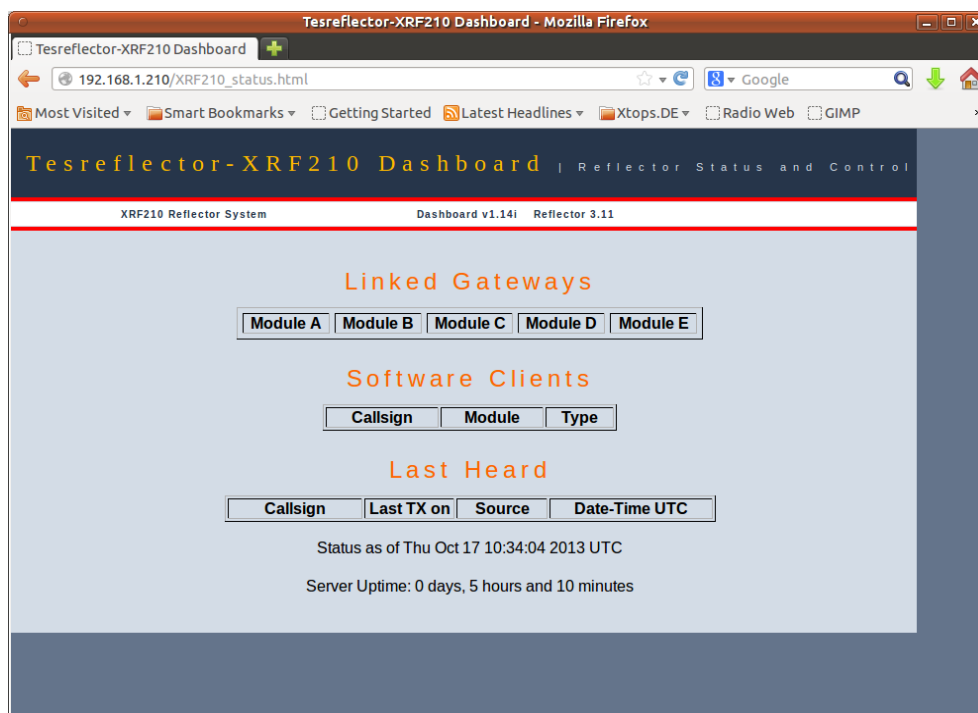 Tesreflector-XRF210 Dashboard - Mozilla Firefox
Tesreflector-XRF210 Dashboard
192.168.1.210/XRF210_status.html
Google
Most Visited Smart Bookmarks Getting Started Latest Headlines Xtops.DE Radio Web GIMP
Tesreflector-XRF210 Dashboard | Reflector Status and Control
XRF210 Reflector System Dashboard v1.14i Reflector 3.11
Linked Gateways
Module A Module B Module C Module D Module E
Software Clients
Callsign Module Type
Last Heard
Callsign Last TX on Source Date-Time UTC
Status as of Thu Oct 17 10:34:04 2013 UTC
Server Uptime: 0 days, 5 hours and 10 minutes